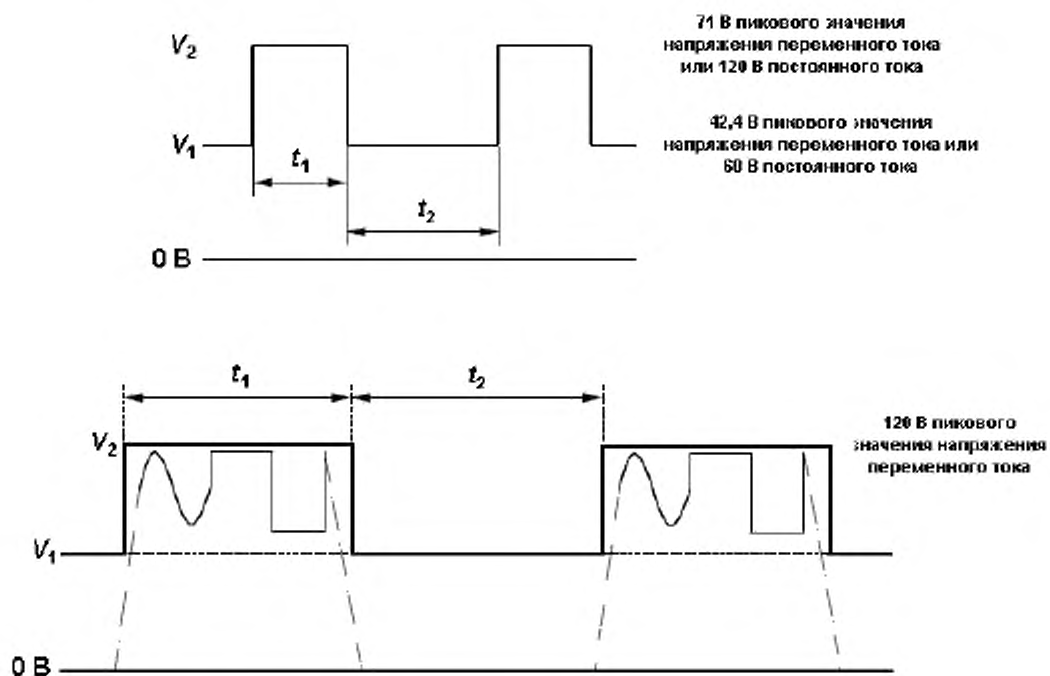 V2
71 В пикового значения
напряжения переменного тока
или 120 В постоянного тока
42,4 В пикового значения
напряжения переменного тока или
60 В постоянного тока
V1
t1
t2
0 В
t1
t2
V2
120 В пикового
значения напряжения
переменного тока
V1
0 В